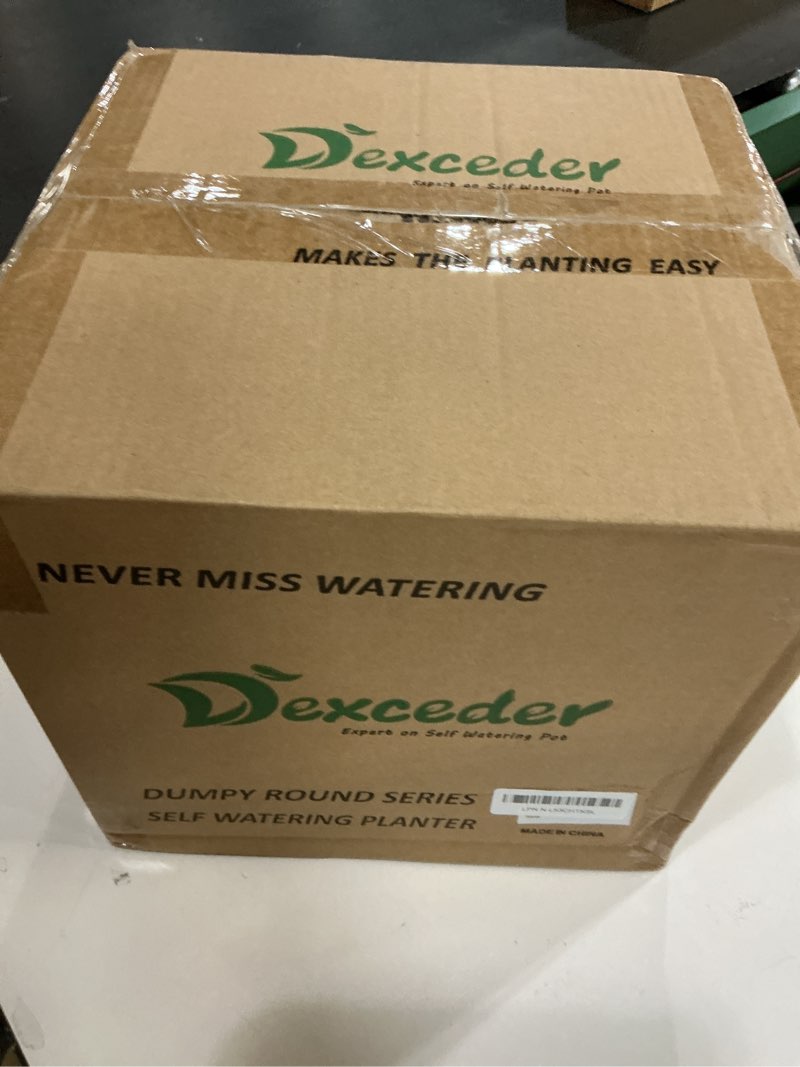 Dexceder
Expert on Self Watering Pot
MAKES THE PLANTING EASY
NEVER MISS WATERING
Dexceder
Expert on Self Watering Pot
DUMPY ROUND SERIES
SELF WATERING PLANTER
MADE IN CHINA